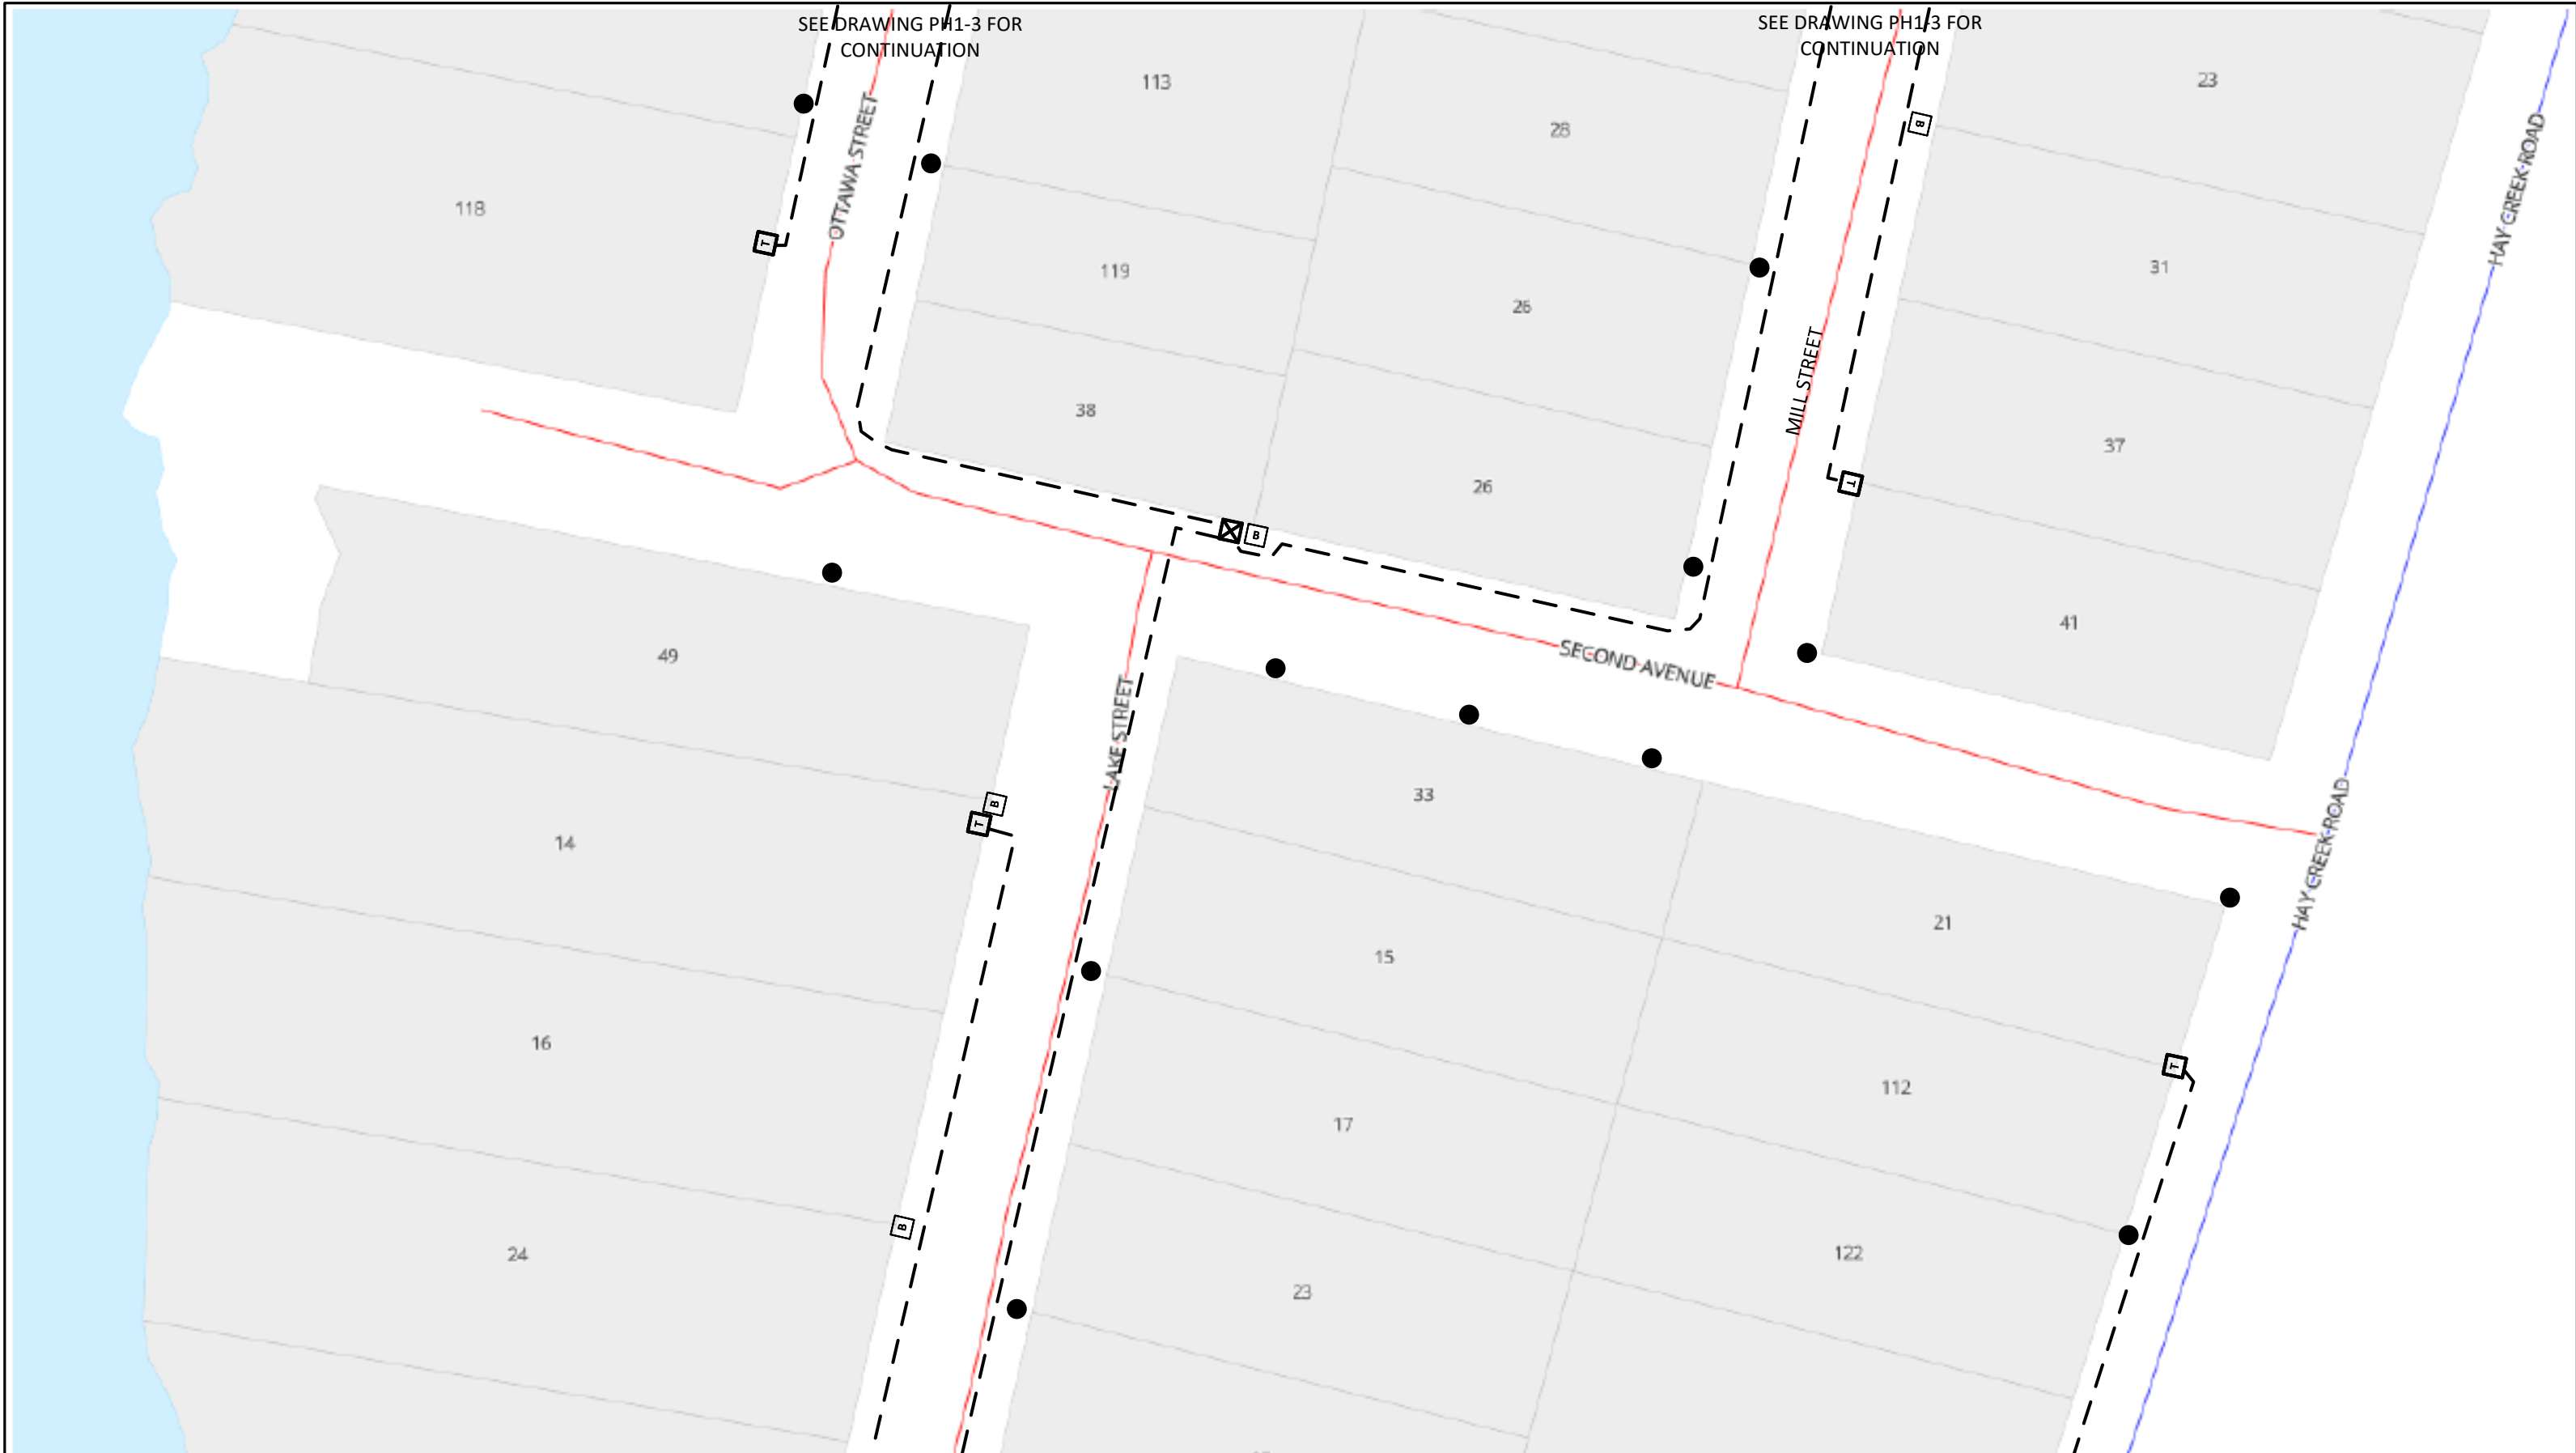 SEE DRAWING PH1-3 FOR
CONTINUATION
SEE DRAWING PH1-3 FOR
CONTINUATION
113
23
28
B
118
OTTAWA STREET
HAY CREEK ROAD
T
119
31
26
MILL STREET
38
37
26
T
B
41
49
SECOND AVENUE
LAKE STREET
33
B
T
14
HAY CREEK ROAD
21
15
16
T
112
17
B
24
122
23